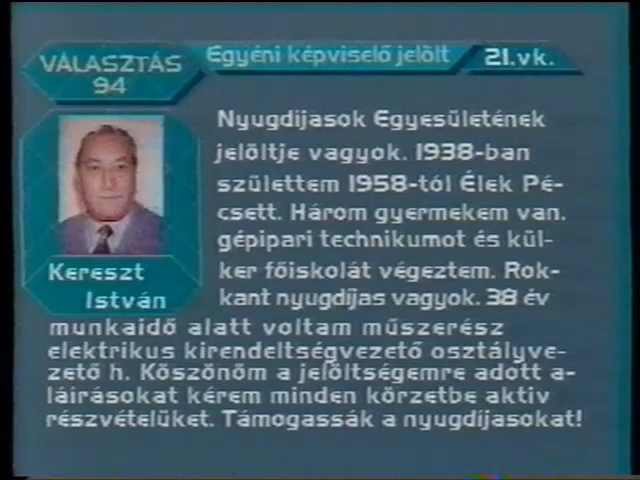 VÁLASZTÁS
94
Egyéni képviselő jelölt
21.vk.
Nyugdijasok Egyesületének
jelöltje vagyok. 1938-ban
születtem 1958-tól Élek Pé-
csett. Három gyermekem van.
gépipari technikumot és kül-
ker főiskolát végeztem. Rok-
kant nyugdíjas vagyok. 38 év
Kereszt
István
munkaidő alatt voltam műszerész
elektrikus kirendeltségvezető osztályve-
zető h. Köszönöm a jelöltségemre adott a-
láírásokat kérem minden körzetbe aktiv
részvételüket. Támogassák a nyugdíjasokat!